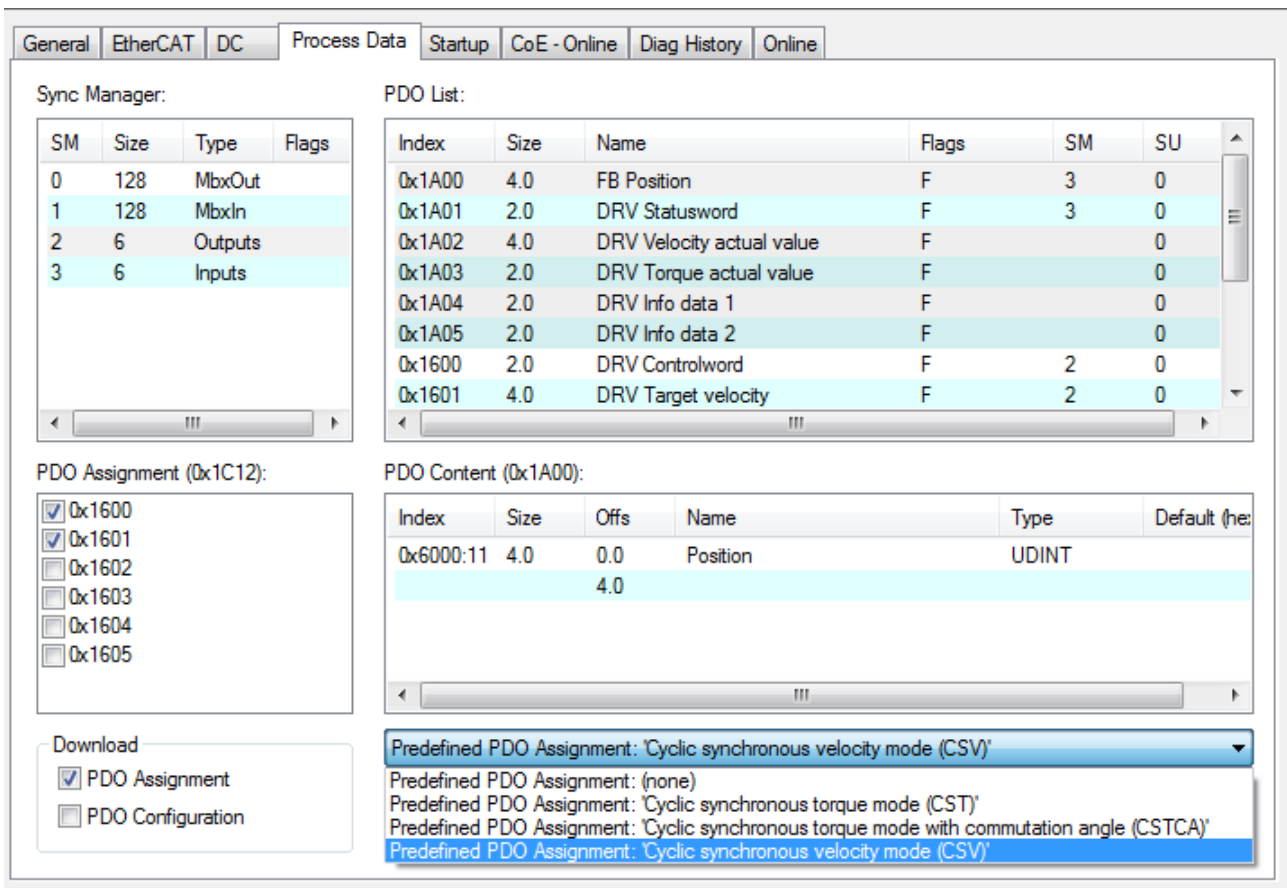 General EtherCAT DC Process Data Startup CoE - Online Diag History Online
Sync Manager:
SM Size Type Flags
0 128 MbxOut
1 128 MbxIn
2 6 Outputs
3 6 Inputs
PDO List:
Index Size Name Flags SM SU
0x1A00 4.0 FB Position F 3 0
0x1A01 2.0 DRV Statusword F 3 0
0x1A02 4.0 DRV Velocity actual value F 0
0x1A03 2.0 DRV Torque actual value F 0
0x1A04 2.0 DRV Info data 1 F 0
0x1A05 2.0 DRV Info data 2 F 0
0x1600 2.0 DRV Controlword F 2 0
0x1601 4.0 DRV Target velocity F 2 0
PDO Assignment (0x1C12):
0x1600
0x1601
0x1602
0x1603
0x1604
0x1605
PDO Content (0x1A00):
Index Size Offs Name Type Default (hex
0x6000:11 4.0 0.0 Position UDINT
4.0
Download
PDO Assignment
PDO Configuration
Predefined PDO Assignment: 'Cyclic synchronous velocity mode (CSV)'
Predefined PDO Assignment: (none)
Predefined PDO Assignment: 'Cyclic synchronous torque mode (CST)'
Predefined PDO Assignment: 'Cyclic synchronous torque mode with commutation angle (CSTCA)'
Predefined PDO Assignment: 'Cyclic synchronous velocity mode (CSV)'